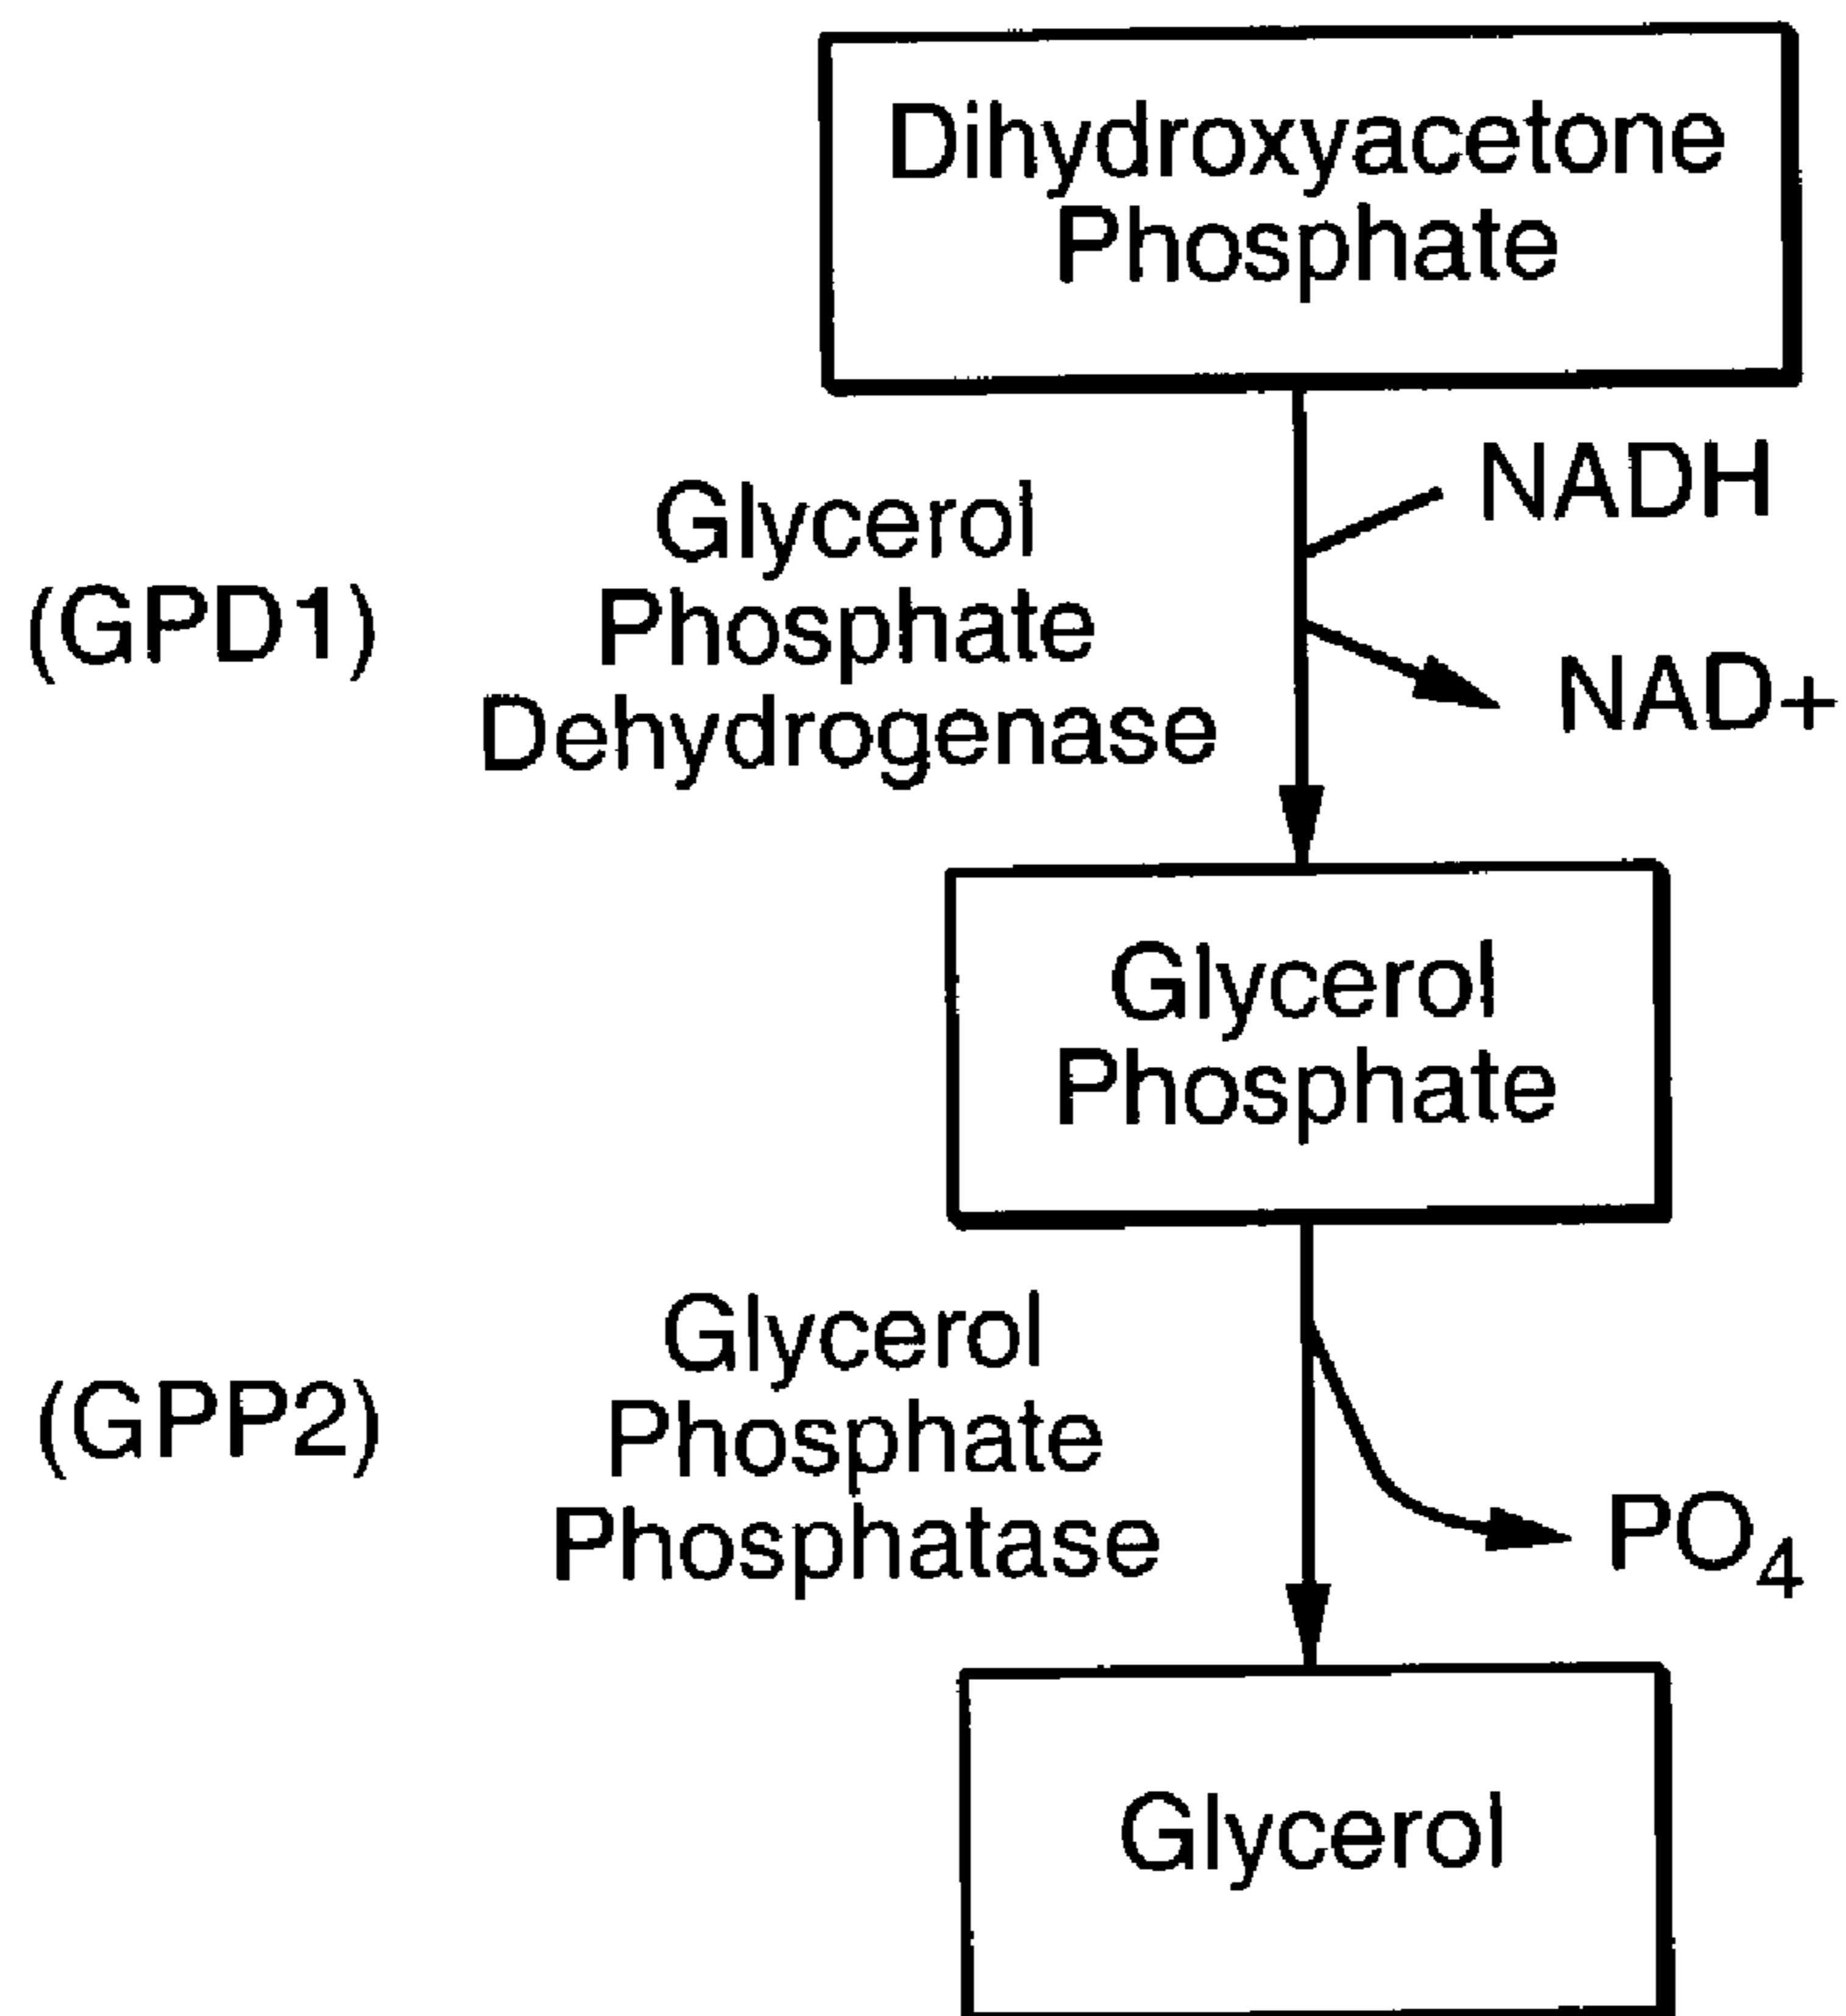 Dihydroxyacetone
Phosphate
NADH
Glycerol
(GPD1) Phosphate
Dehydrogenase
NAD+
Glycerol
Phosphate
Glycerol
(GPP2) Phosphate
Phosphatase
PO4
Glycerol